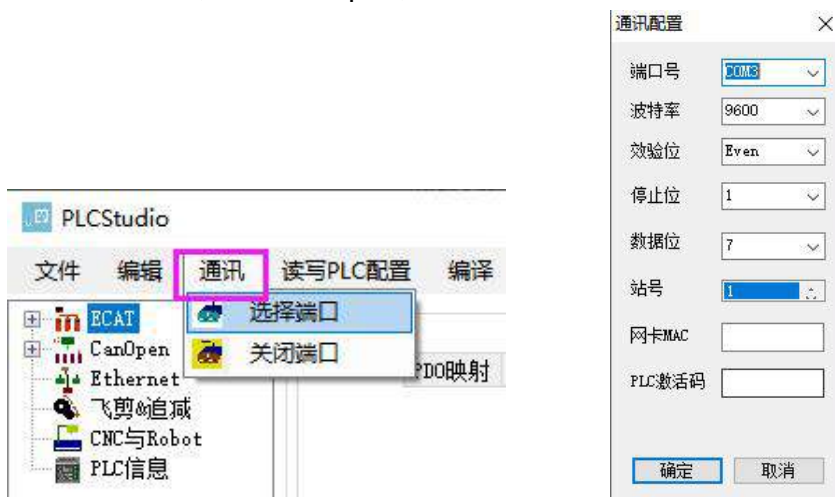 PLCStudio
文件 编辑 通讯 读写PLC配置 编译
选择端口
关闭端口
ECAT
CanOpen
Ethernet
飞剪&追减
CNC与Robot
PLC信息
PDO映射
通讯配置
端口号 COM3
波特率 9600
效验位 Even
停止位 1
数据位 7
站号 1
网卡MAC
PLC激活码
确定 取消